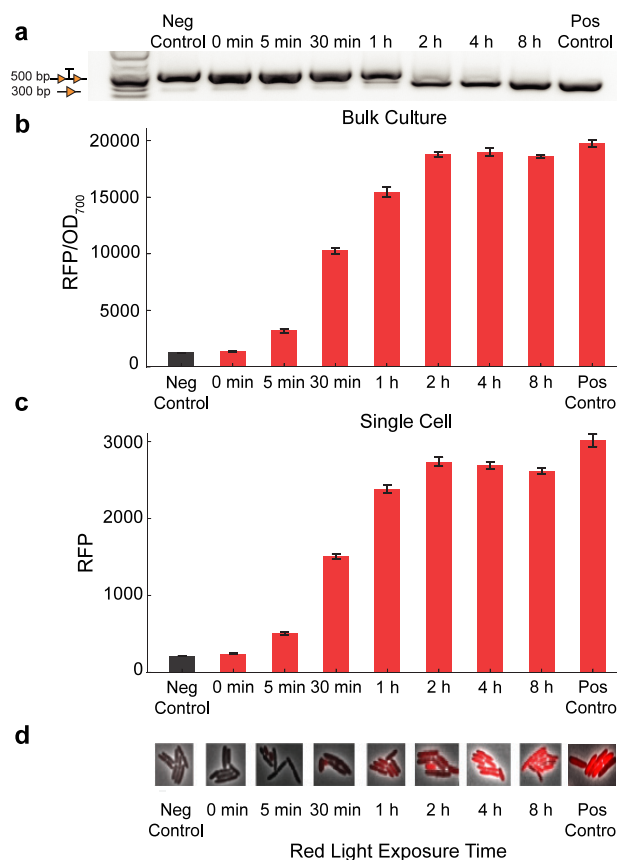 a
Neg Control 0 min 5 min 30 min 1 h 2 h 4 h 8 h Pos Control
500 bp
300 bp
b
Bulk Culture
RFP/OD700
20000
15000
10000
5000
0
Neg Control 0 min 5 min 30 min 1 h 2 h 4 h 8 h Pos Contro
c
Single Cell
RFP
3000
2000
1000
0
Neg Control 0 min 5 min 30 min 1 h 2 h 4 h 8 h Pos Contro
d
Neg Control 0 min 5 min 30 min 1 h 2 h 4 h 8 h Pos Control
Red Light Exposure Time